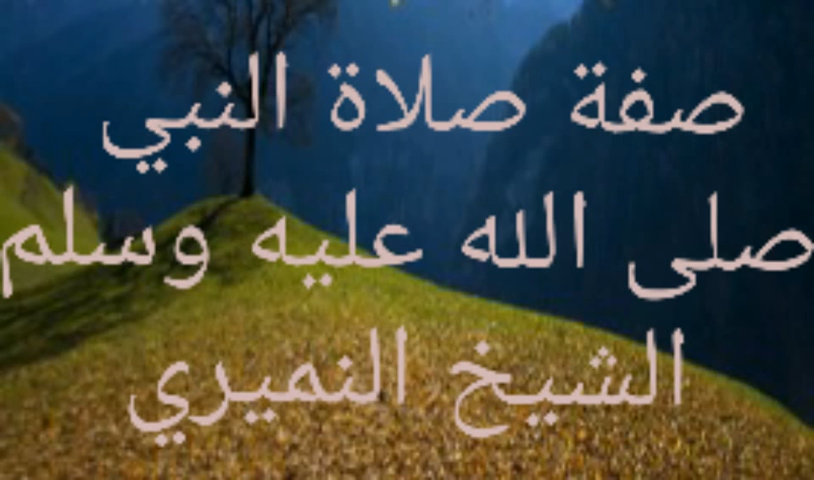 صفة صلاة النبي
صلى الله عليه وسلم
الشيخ النميري